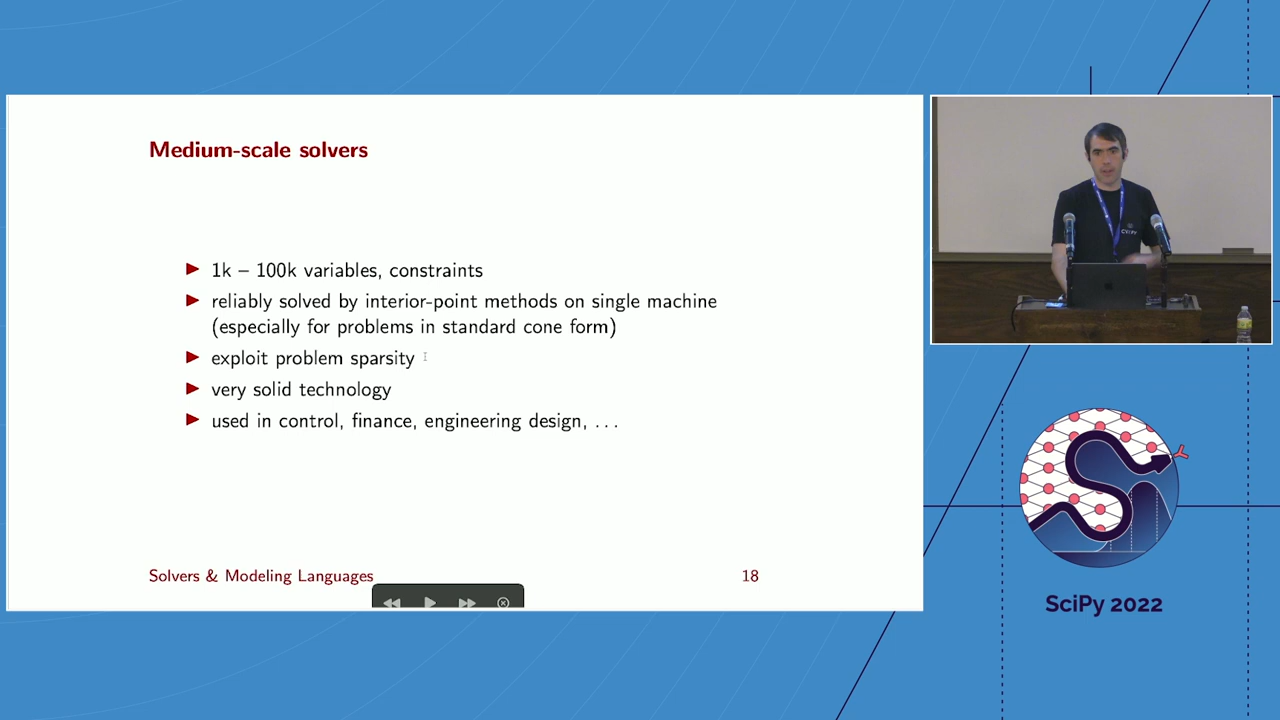 Medium-scale solvers
1k – 100k variables, constraints
reliably solved by interior-point methods on single machine
(especially for problems in standard cone form)
exploit problem sparsity
very solid technology
used in control, finance, engineering design, . . .
Solvers & Modeling Languages
18
SciPy 2022